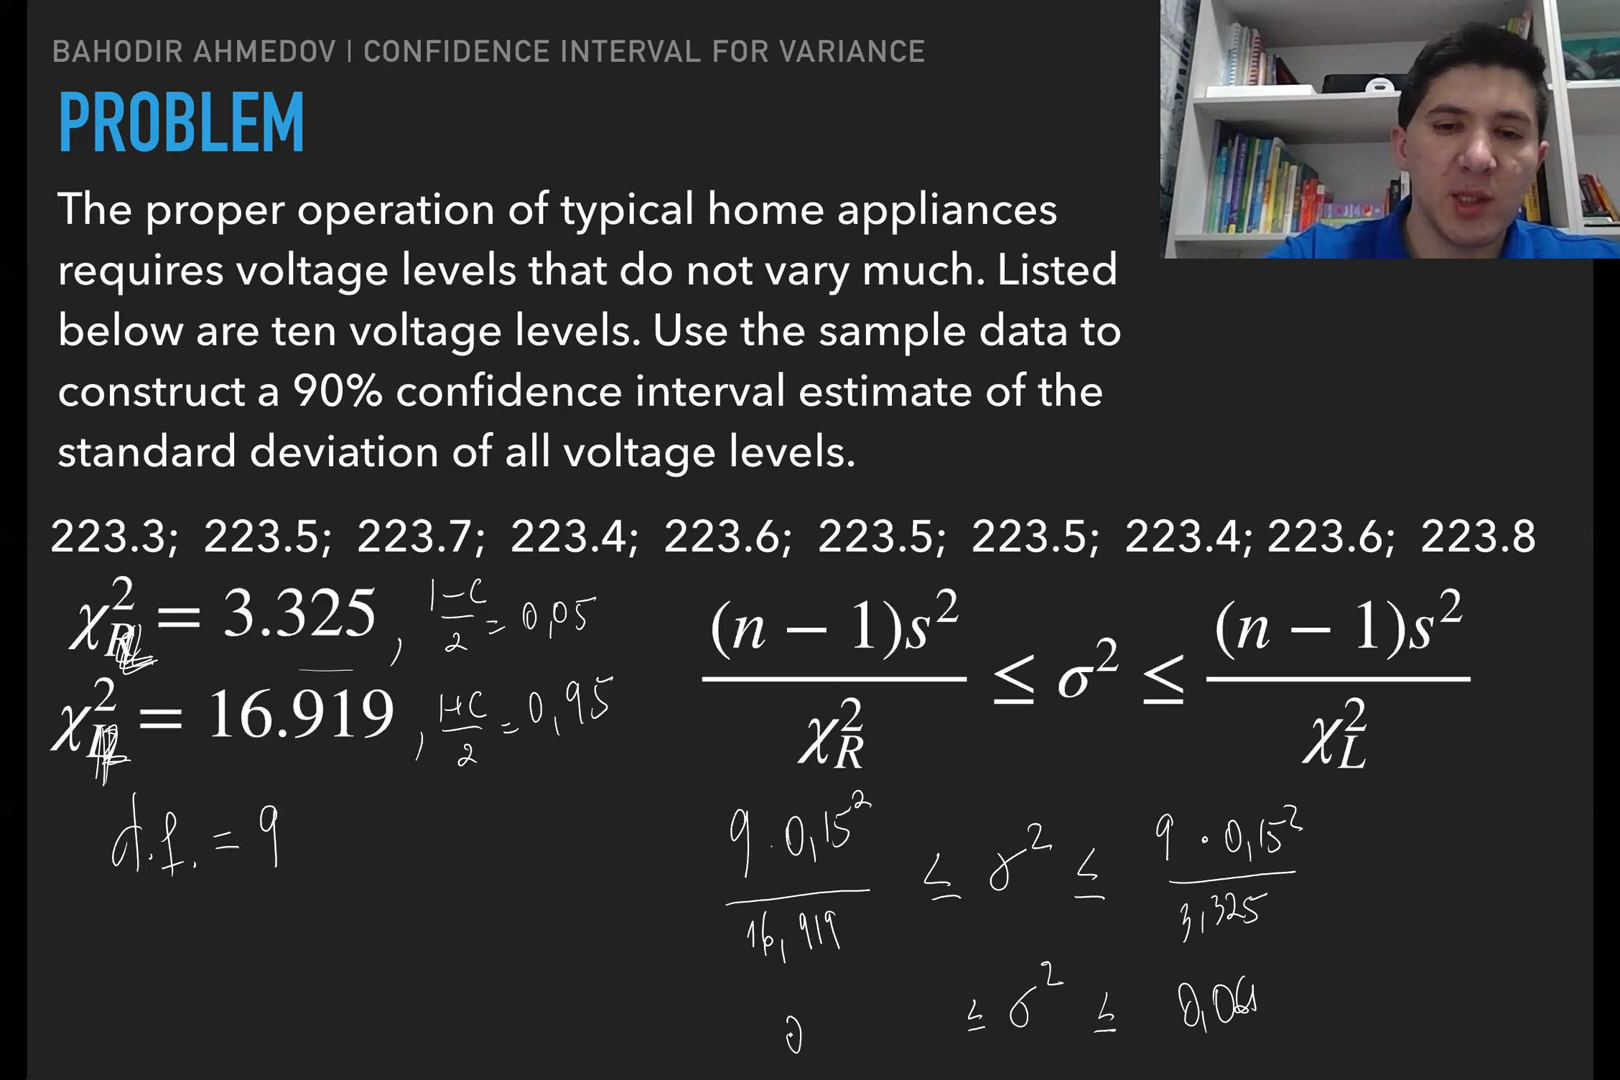 BAHODIR AHMEDOV | CONFIDENCE INTERVAL FOR VARIANCE
PROBLEM
The proper operation of typical home appliances
requires voltage levels that do not vary much. Listed
below are ten voltage levels. Use the sample data to
construct a 90% confidence interval estimate of the
standard deviation of all voltage levels.
223.3; 223.5; 223.7; 223.4; 223.6; 223.5; 223.5; 223.4; 223.6; 223.8
χ²_L = 3.325 , (1-C)/2 = 0,05
χ²_R = 16.919 , (1+C)/2 = 0,95
d.f. = 9
(n − 1)s²/χ²_R ≤ σ² ≤ (n − 1)s²/χ²_L
9 · 0,15²/16,919 ≤ σ² ≤ 9 · 0,15²/3,325
0 ≤ σ² ≤ 0,061